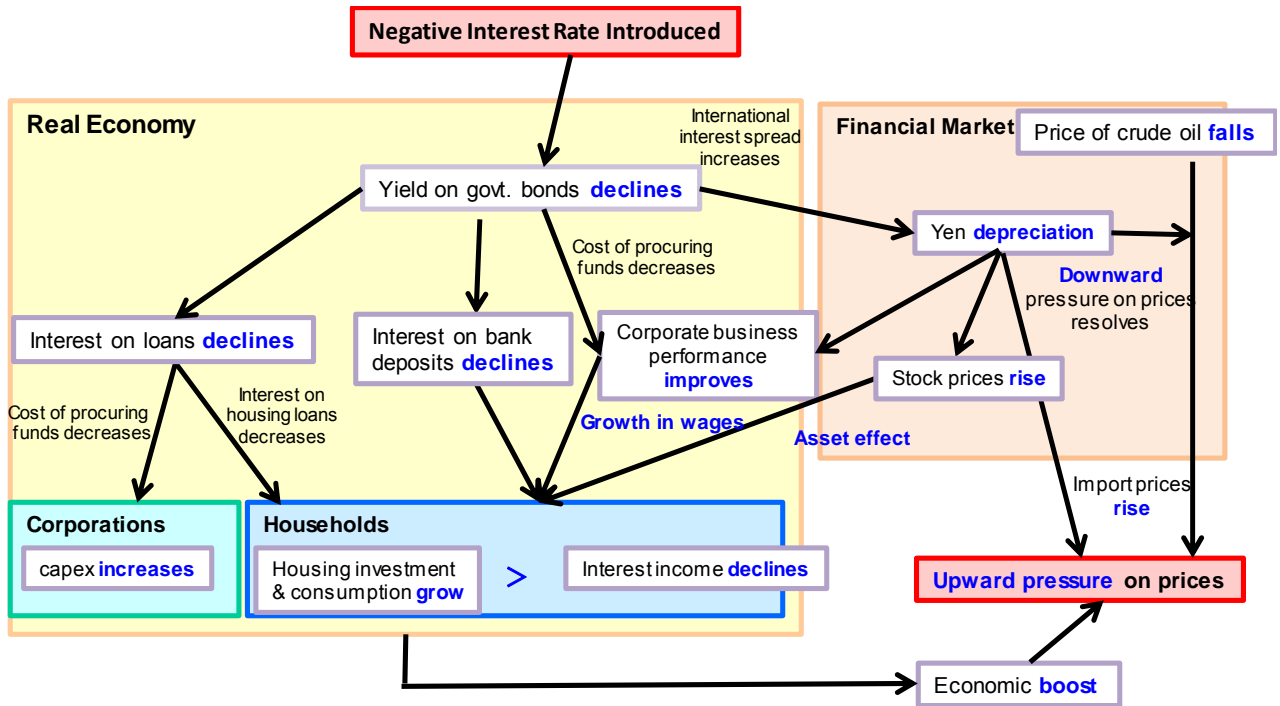 Negative Interest Rate Introduced
Real Economy
International
interest spread
increases
Financial Market
Price of crude oil falls
Yield on govt. bonds declines
Yen depreciation
Cost of procuring
funds decreases
Downward
pressure on prices
resolves
Interest on loans declines
Interest on bank
deposits declines
Corporate business
performance
improves
Stock prices rise
Cost of procuring
funds decreases
Interest on
housing loans
decreases
Growth in wages
Asset effect
Import prices
rise
Corporations
capex increases
Households
Housing investment
& consumption grow
>
Interest income declines
Upward pressure on prices
Economic boost